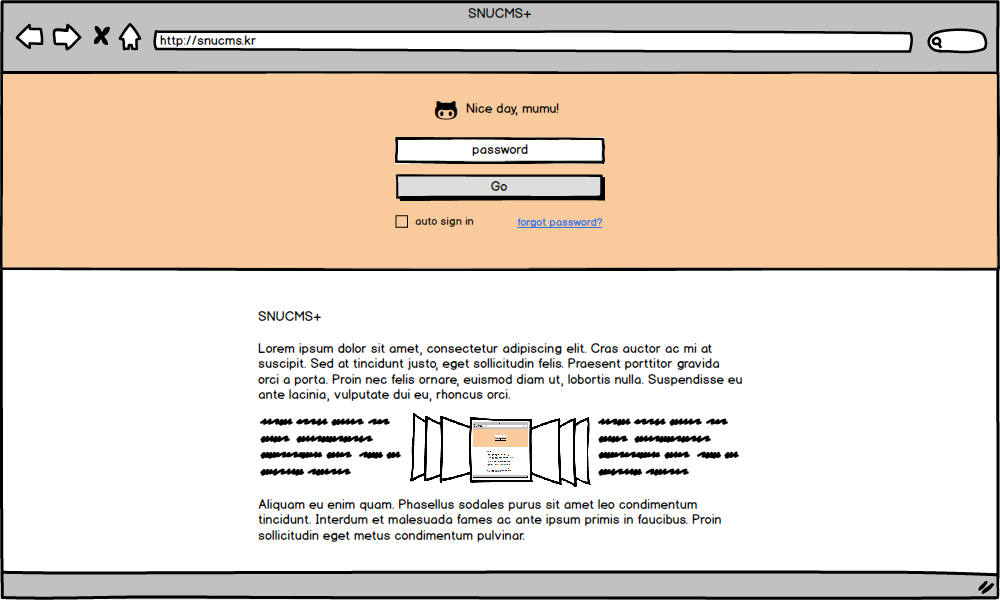 SNUCMS+
http://snucms.kr
Nice day, mumu!
password
Go
auto sign in
forgot password?
SNUCMS+
Lorem ipsum dolor sit amet, consectetur adipiscing elit. Cras auctor ac mi at
suscipit. Sed at tincidunt justo, eget sollicitudin felis. Praesent porttitor gravida
orci a porta. Proin nec felis ornare, euismod diam ut, lobortis nulla. Suspendisse eu
ante lacinia, vulputate dui eu, rhoncus orci.
Aliquam eu enim quam. Phasellus sodales purus sit amet leo condimentum
tincidunt. Interdum et malesuada fames ac ante ipsum primis in faucibus. Proin
sollicitudin eget metus condimentum pulvinar.